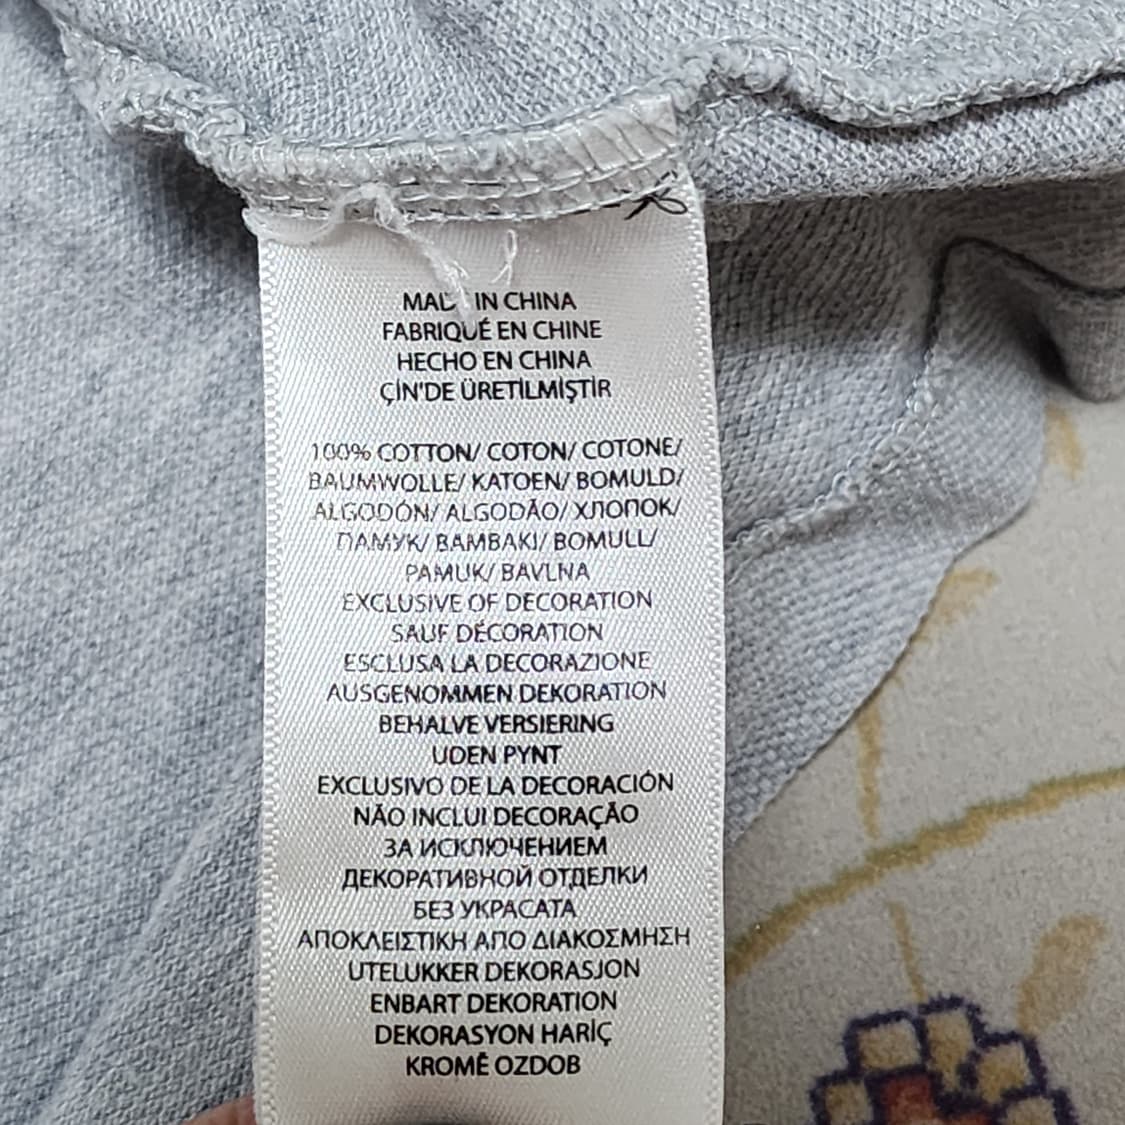 MADE IN CHINA
FABRIQUÉ EN CHINE
HECHO EN CHINA
ÇİN'DE ÜRETİLMİŞTİR
100% COTTON/ COTON/ COTONE/
BAUMWOLLE/ KATOEN/ BOMULD/
ALGODÓN/ ALGODÃO/ ХЛОПОК/
ПАМУК/ BAMBAKI/ BOMULL/
PAMUK/ BAVLNA
EXCLUSIVE OF DECORATION
SAUF DÉCORATION
ESCLUSA LA DECORAZIONE
AUSGENOMMEN DEKORATION
BEHALVE VERSIERING
UDEN PYNT
EXCLUSIVO DE LA DECORACIÓN
NÃO INCLUI DECORAÇÃO
ЗА ИСКЛЮЧЕНИЕМ
ДЕКОРАТИВНОЙ ОТДЕЛКИ
БЕЗ УКРАСАТА
ΑΠΟΚΛΕΙΣΤΙΚΗ ΑΠΟ ΔΙΑΚΟΣΜΗΣΗ
UTELUKKER DEKORASJON
ENBART DEKORATION
DEKORASYON HARİÇ
KROMĚ OZDOB